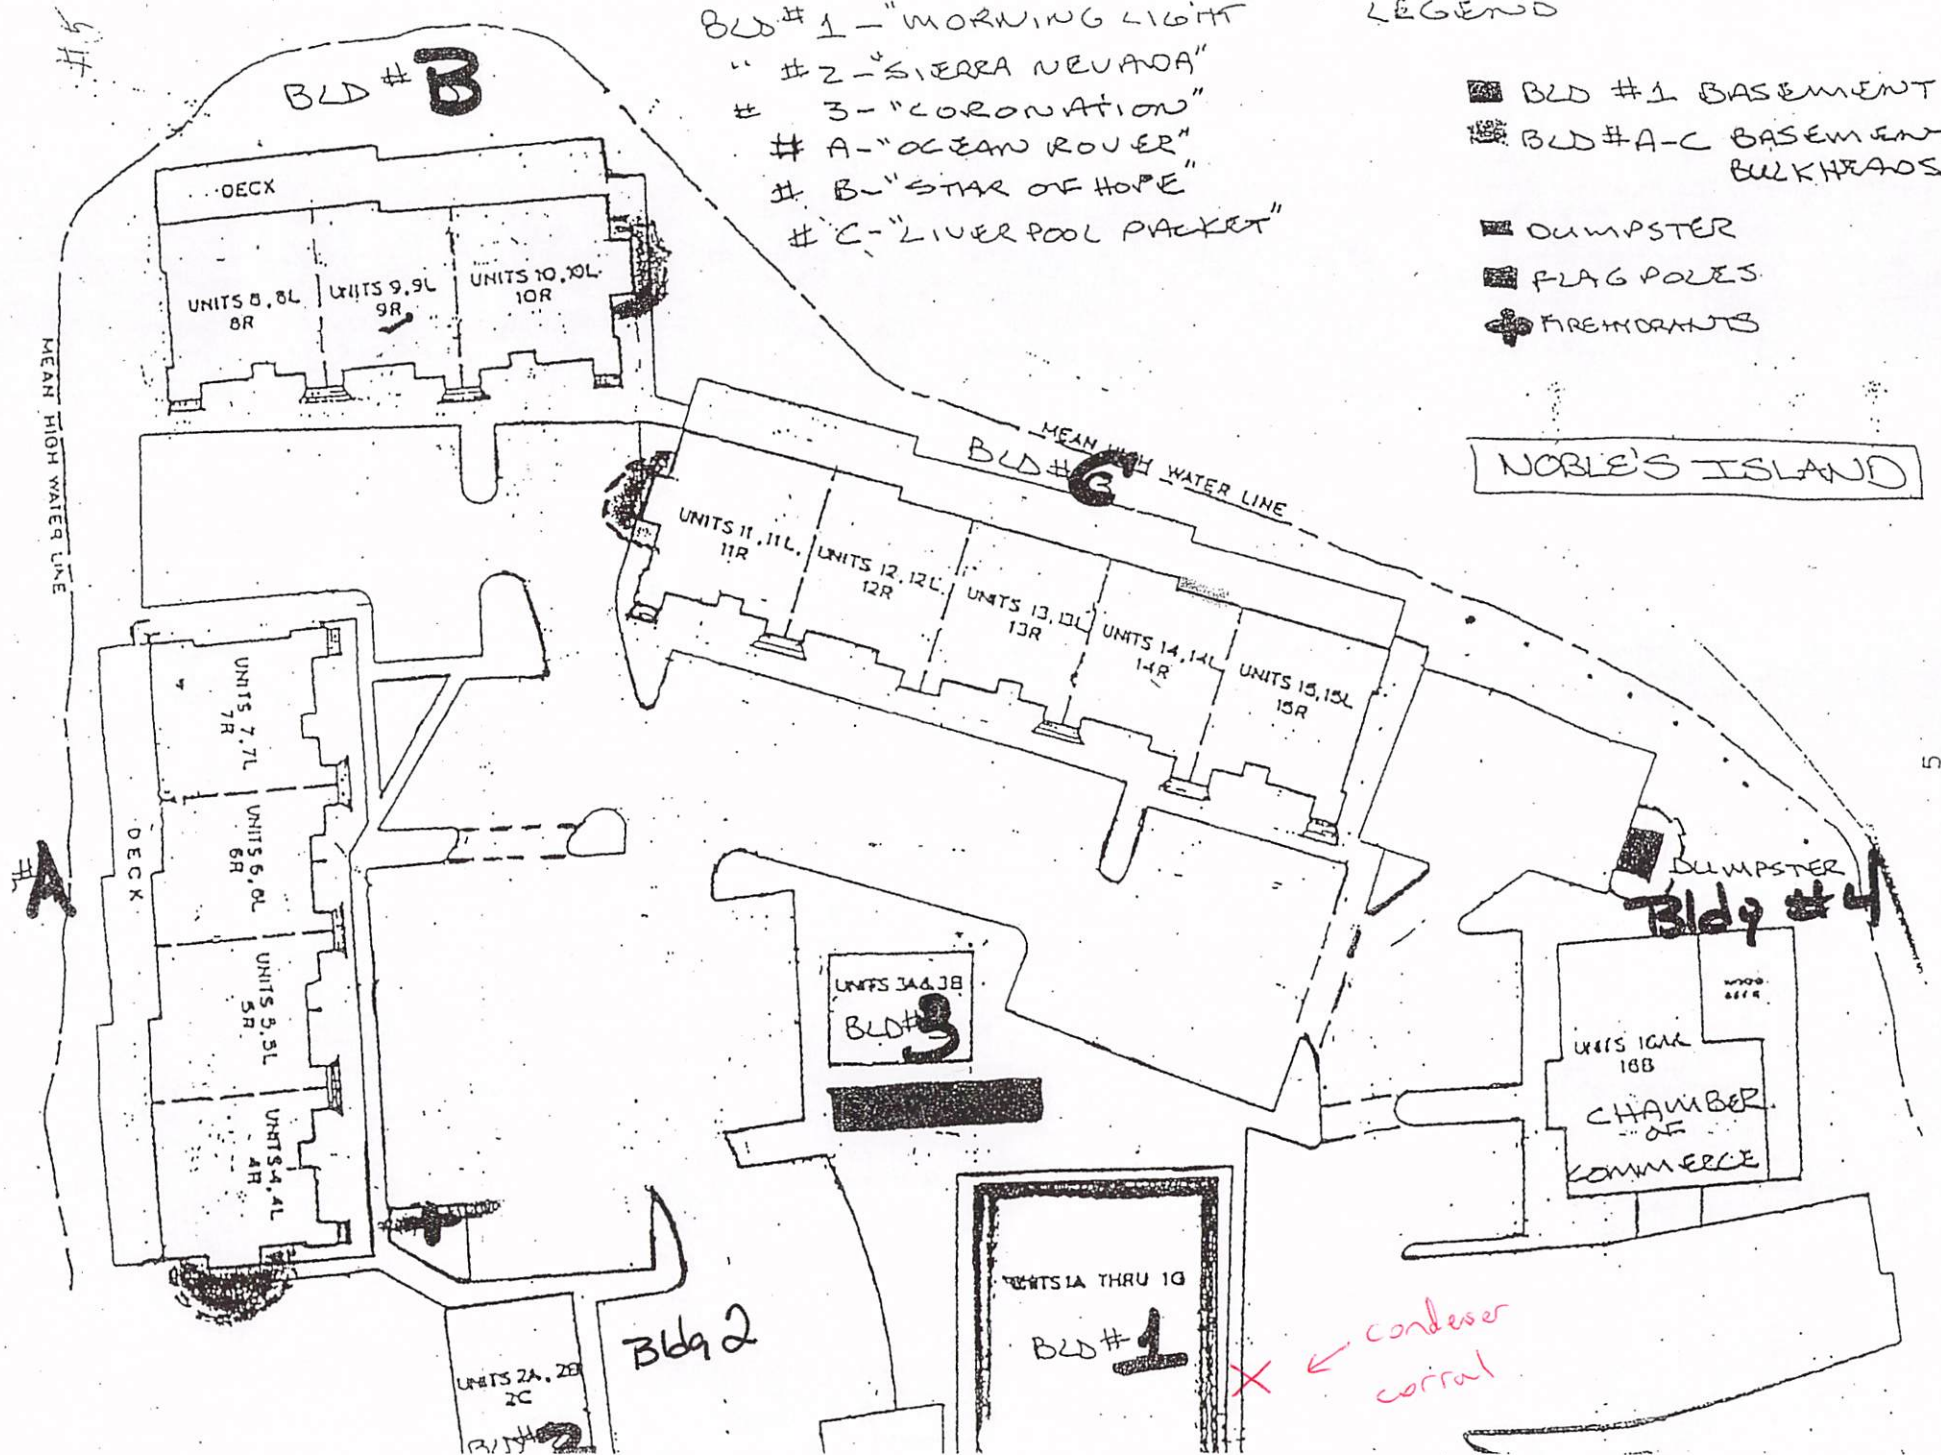 #5
BLD #1 - "MORNING LIGHT
" #2 - "SIERRA NEVADA"
# 3 - "CORONATION"
# A - "OCEAN ROVER"
# B - "STAR OF HOPE"
# C - "LIVERPOOL PACKET"
LEGEND
BLD #1 BASEMENT
BLD #A-C BASEMEN
BULKHEADS
DUMPSTER
FLAG POLES
FIREHYDRANTS
NOBLE'S ISLAND
BLD # B
DECK
UNITS 8, 8L
8R
UNITS 9, 9L
9R
UNITS 10, 10L
10R
MEAN HIGH WATER LINE
MEAN HIGH WATER LINE
BLD # C
UNITS 11, 11L,
11R
UNITS 12, 12L,
12R
UNITS 13, 13L
13R
UNITS 14, 14L
14R
UNITS 15, 15L
15R
5
# A
DECK
UNITS 7, 7L
7R
UNITS 6, 6L
6R
UNITS 5, 5L
5R
UNITS 4, 4L
4R
DUMPSTER
Bldg #4
UNITS 3A & 3B
BLD #3
UNITS 16A&
16B
CHAMBER
OF
COMMERCE
UNITS 1A THRU 1G
BLD #1
condeser
corral
Bldg 2
UNITS 2A, 2B
2C
BLD# 2